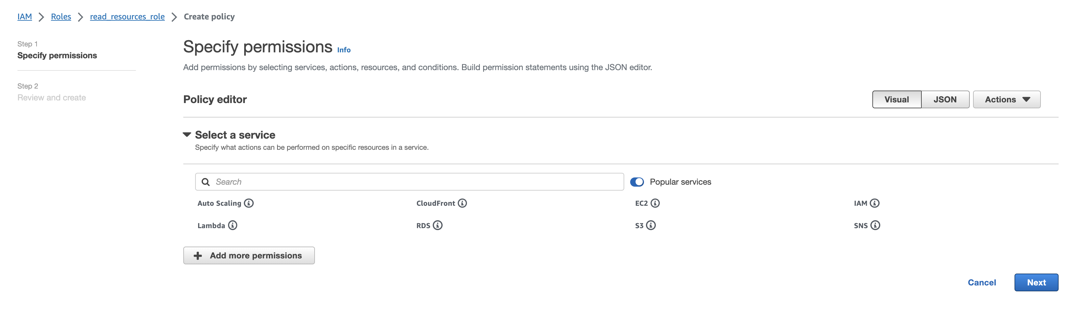 IAM > Roles > read_resources_role > Create policy
Step 1
Specify permissions
Step 2
Review and create
Specify permissions Info
Add permissions by selecting services, actions, resources, and conditions. Build permission statements using the JSON editor.
Policy editor
Visual JSON Actions
Select a service
Specify what actions can be performed on specific resources in a service.
Search Popular services
Auto Scaling CloudFront EC2 IAM
Lambda RDS S3 SNS
+ Add more permissions
Cancel Next